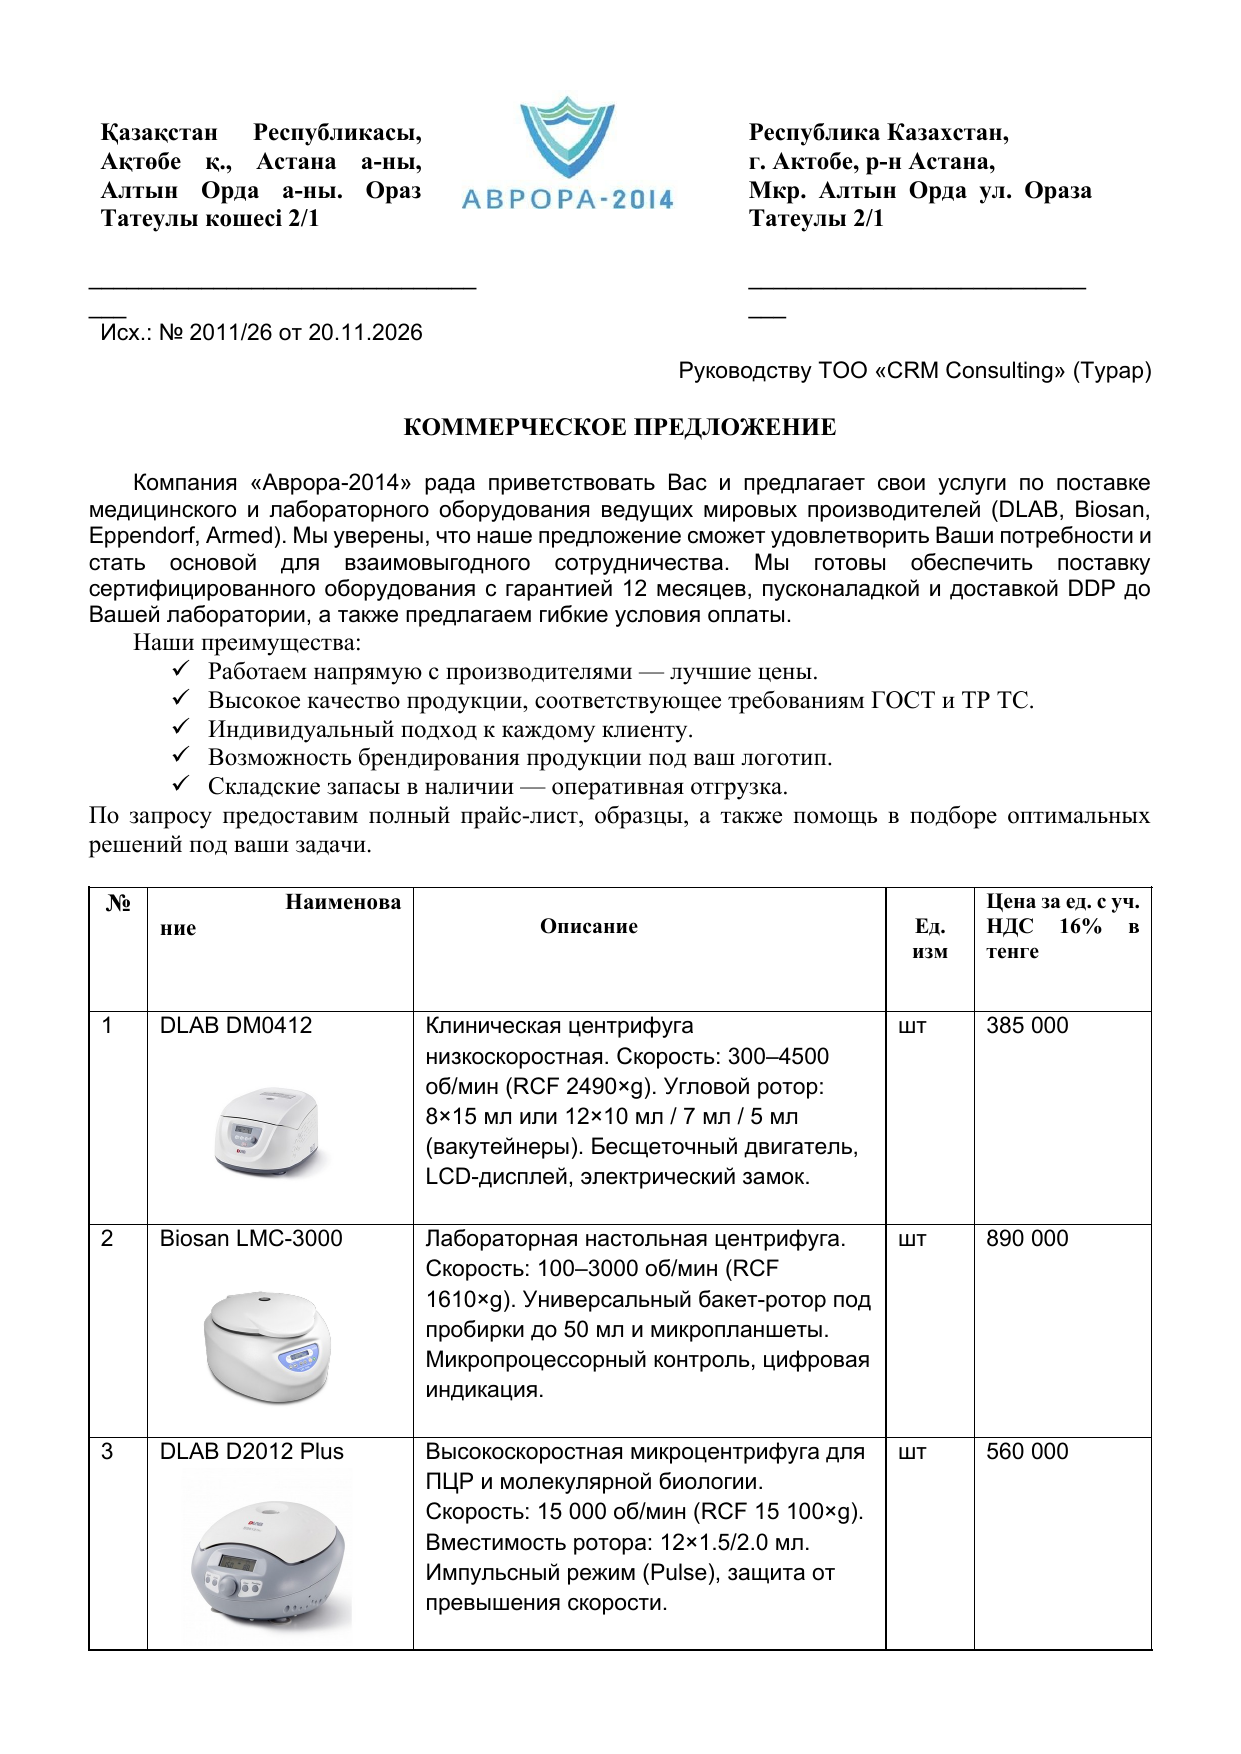 Қазақстан Республикасы,
Ақтөбе қ., Астана а-ны,
Алтын Орда а-ны. Ораз
Татеулы кошесі 2/1
АВРОРА-2014
Республика Казахстан,
г. Актобе, р-н Астана,
Мкр. Алтын Орда ул. Ораза
Татеулы 2/1
Исх.: № 2011/26 от 20.11.2026
Руководству ТОО «CRM Consulting» (Турар)
КОММЕРЧЕСКОЕ ПРЕДЛОЖЕНИЕ
Компания «Аврора-2014» рада приветствовать Вас и предлагает свои услуги по поставке
медицинского и лабораторного оборудования ведущих мировых производителей (DLAB, Biosan,
Eppendorf, Armed). Мы уверены, что наше предложение сможет удовлетворить Ваши потребности и
стать основой для взаимовыгодного сотрудничества. Мы готовы обеспечить поставку
сертифицированного оборудования с гарантией 12 месяцев, пусконаладкой и доставкой DDP до
Вашей лаборатории, а также предлагаем гибкие условия оплаты.
Наши преимущества:
✓ Работаем напрямую с производителями — лучшие цены.
✓ Высокое качество продукции, соответствующее требованиям ГОСТ и ТР ТС.
✓ Индивидуальный подход к каждому клиенту.
✓ Возможность брендирования продукции под ваш логотип.
✓ Складские запасы в наличии — оперативная отгрузка.
По запросу предоставим полный прайс-лист, образцы, а также помощь в подборе оптимальных
решений под ваши задачи.
№
Наименова
ние
Описание
Ед.
изм
Цена за ед. с уч.
НДС 16% в
тенге
1
DLAB DM0412
Клиническая центрифуга
низкоскоростная. Скорость: 300–4500
об/мин (RCF 2490×g). Угловой ротор:
8×15 мл или 12×10 мл / 7 мл / 5 мл
(вакутейнеры). Бесщеточный двигатель,
LCD-дисплей, электрический замок.
шт
385 000
2
Biosan LMC-3000
Лабораторная настольная центрифуга.
Скорость: 100–3000 об/мин (RCF
1610×g). Универсальный бакет-ротор под
пробирки до 50 мл и микропланшеты.
Микропроцессорный контроль, цифровая
индикация.
шт
890 000
3
DLAB D2012 Plus
Высокоскоростная микроцентрифуга для
ПЦР и молекулярной биологии.
Скорость: 15 000 об/мин (RCF 15 100×g).
Вместимость ротора: 12×1.5/2.0 мл.
Импульсный режим (Pulse), защита от
превышения скорости.
шт
560 000